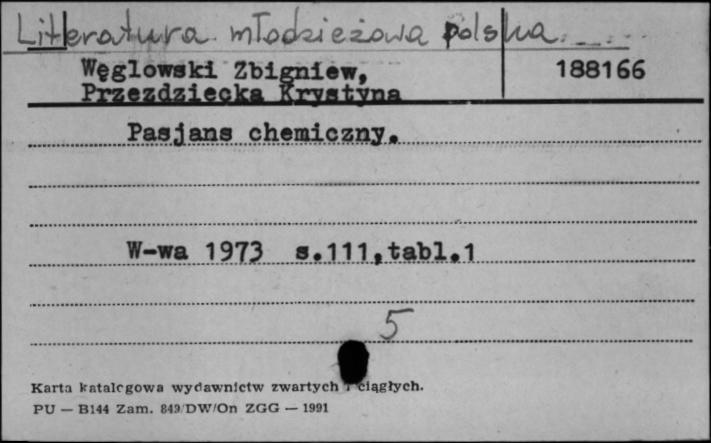 Literatura młodzieżowa polska
Węglowski Zbigniew, 188166
Przezdziecka Krystyna
Pasjans chemiczny.
W-wa 1973 s.111,tabl.1
5
Karta katalogowa wydawnictw zwartych i ciągłych.
PU — B144 Zam. 849/DW/On ZGG — 1991